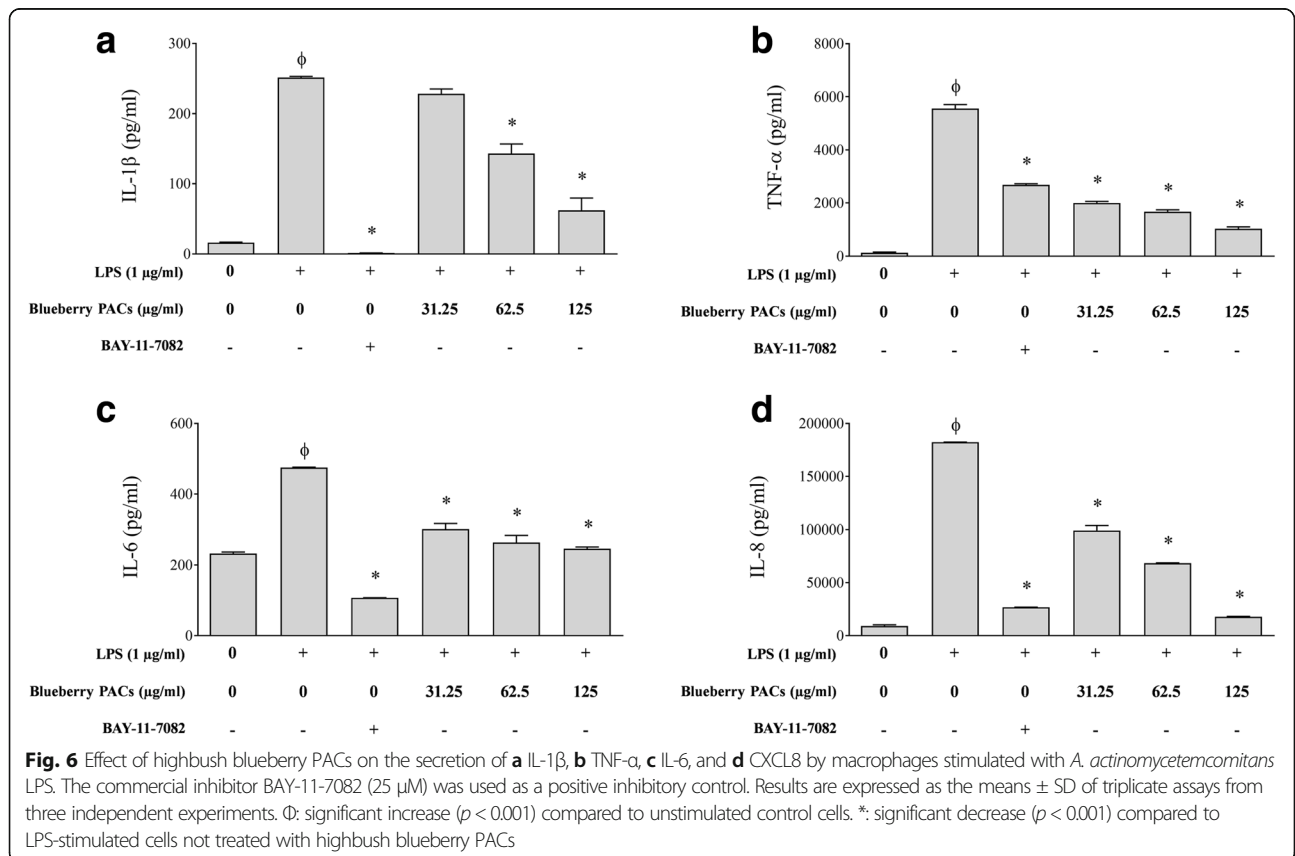 a
300
200
100
0
IL-1β (pg/ml)
ϕ
*
*
*
LPS (1 µg/ml) 0 + + + + +
Blueberry PACs (µg/ml) 0 0 0 31.25 62.5 125
BAY-11-7082 - - + - - -
b
8000
6000
4000
2000
0
TNF-α (pg/ml)
ϕ
*
*
*
*
LPS (1 µg/ml) 0 + + + + +
Blueberry PACs (µg/ml) 0 0 0 31.25 62.5 125
BAY-11-7082 - - + - - -
c
600
400
200
0
IL-6 (pg/ml)
ϕ
*
*
*
*
LPS (1 µg/ml) 0 + + + + +
Blueberry PACs (µg/ml) 0 0 0 31.25 62.5 125
BAY-11-7082 - - + - - -
d
200000
150000
100000
50000
0
IL-8 (pg/ml)
ϕ
*
*
*
*
LPS (1 µg/ml) 0 + + + + +
Blueberry PACs (µg/ml) 0 0 0 31.25 62.5 125
BAY-11-7082 - - + - - -
Fig. 6 Effect of highbush blueberry PACs on the secretion of a IL-1β, b TNF-α, c IL-6, and d CXCL8 by macrophages stimulated with A. actinomycetemcomitans
LPS. The commercial inhibitor BAY-11-7082 (25 µM) was used as a positive inhibitory control. Results are expressed as the means ± SD of triplicate assays from
three independent experiments. Φ: significant increase (p < 0.001) compared to unstimulated control cells. *: significant decrease (p < 0.001) compared to
LPS-stimulated cells not treated with highbush blueberry PACs